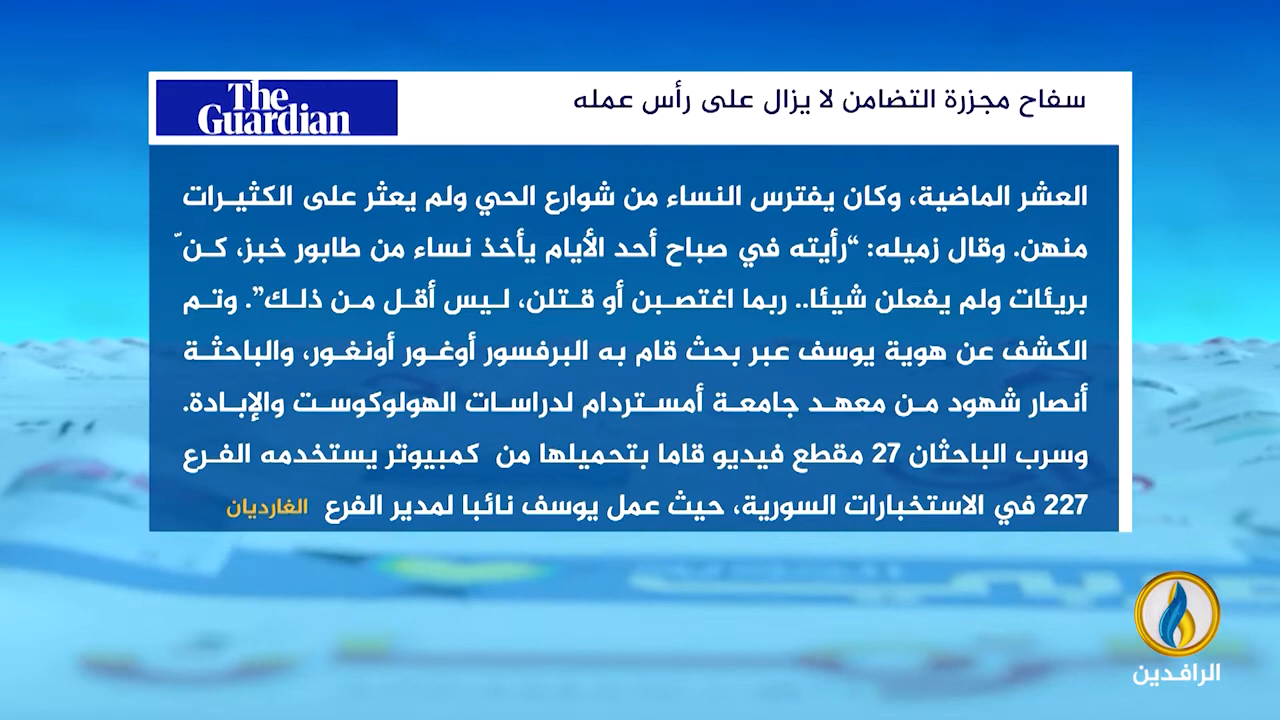 The
Guardian
سفاح مجزرة التضامن لا يزال على رأس عمله
العشر الماضية، وكان يفترس النساء من شوارع الحي ولم يعثر على الكثيرات
منهن. وقال زميله: “رأيته في صباح أحد الأيام يأخذ نساء من طابور خبز، كنّ
بريئات ولم يفعلن شيئا.. ربما اغتصبن أو قتلن، ليس أقل من ذلك”. وتم
الكشف عن هوية يوسف عبر بحث قام به البرفسور أوغور أونغور، والباحثة
أنصار شهود من معهد جامعة أمستردام لدراسات الهولوكوست والإبادة.
وسرب الباحثان 27 مقطع فيديو قاما بتحميلها من كمبيوتر يستخدمه الفرع
227 في الاستخبارات السورية، حيث عمل يوسف نائبا لمدير الفرع الغارديان
الرافدين